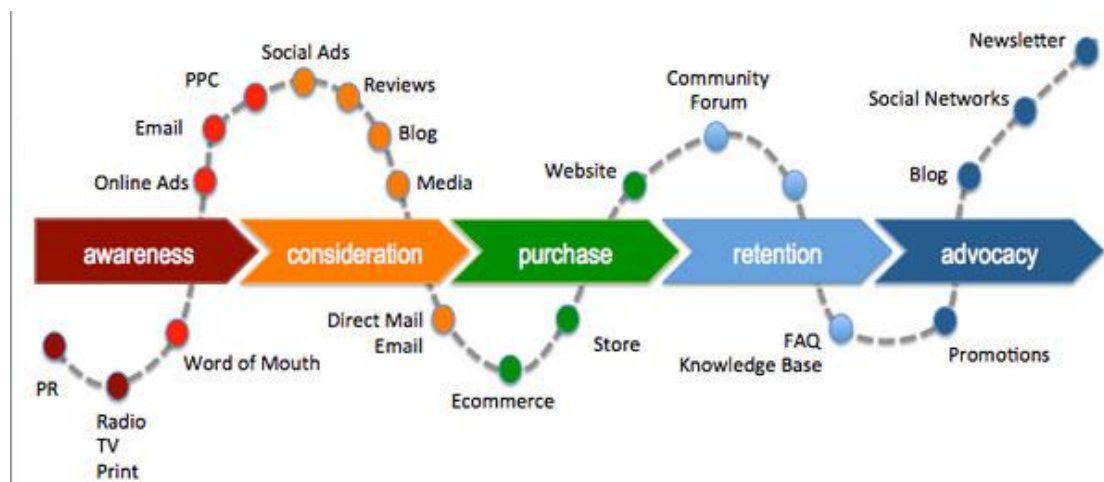 Social Ads
PPC
Reviews
Email
Blog
Online Ads
Media
Community
Forum
Website
Newsletter
Social Networks
Blog
awareness
consideration
purchase
retention
advocacy
PR
Radio
TV
Print
Word of Mouth
Direct Mail
Email
Ecommerce
Store
FAQ
Knowledge Base
Promotions